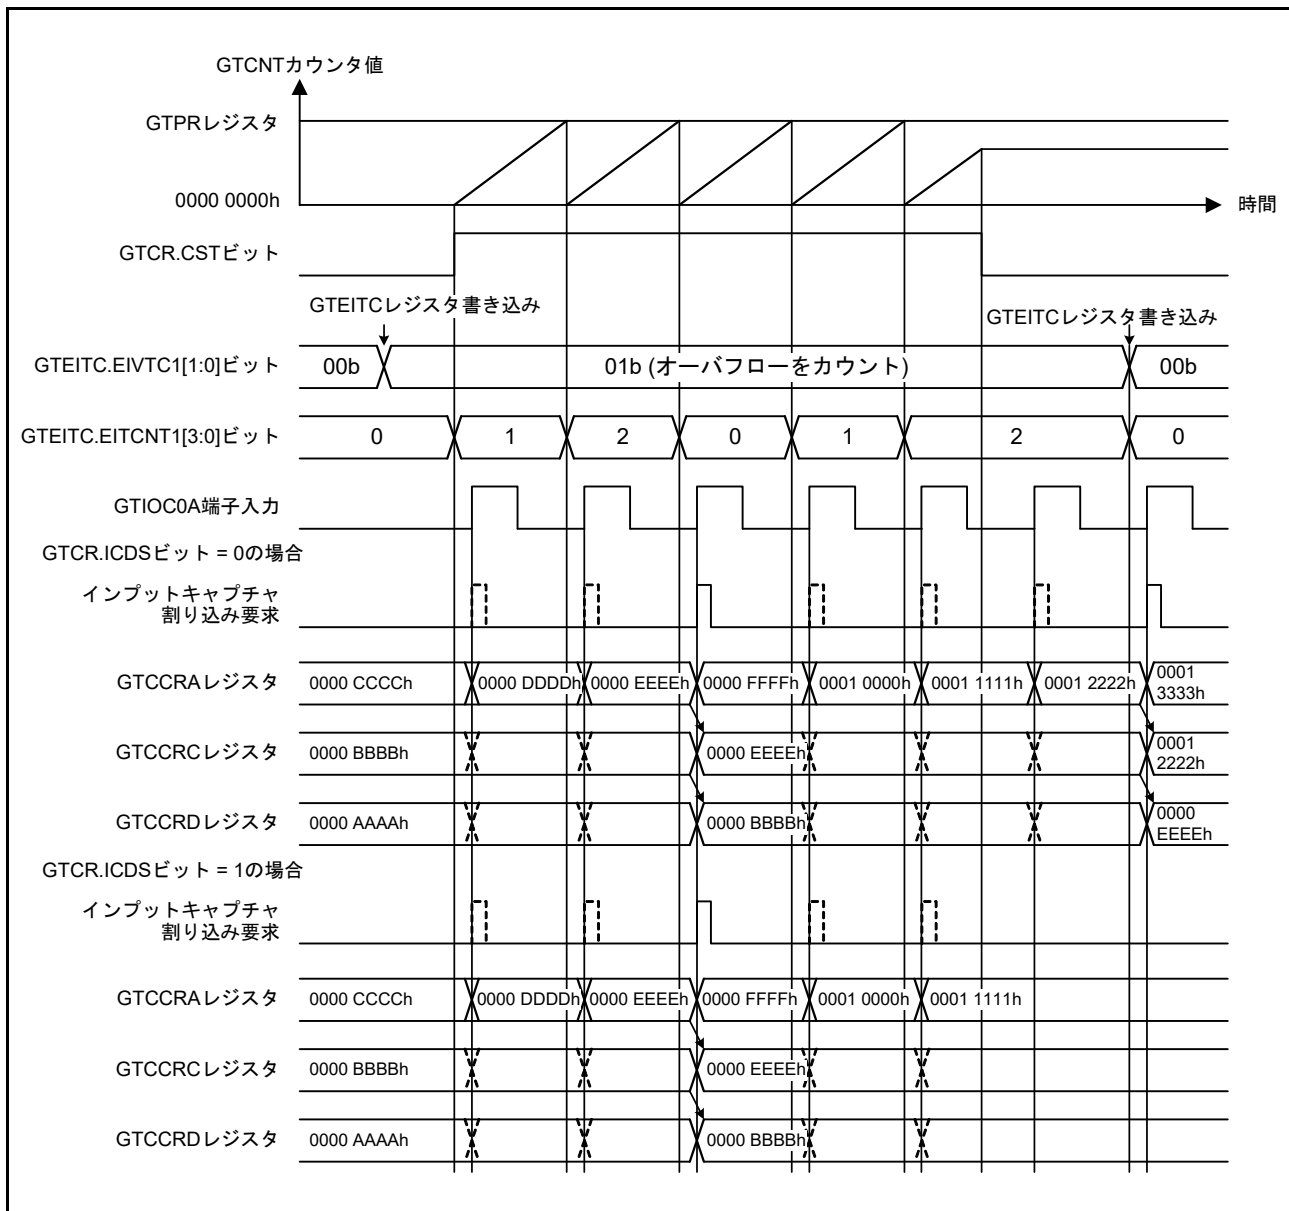 GTCNTカウンタ値
GTPRレジスタ
0000 0000h
時間
GTCR.CSTビット
GTEITCレジスタ書き込み
GTEITCレジスタ書き込み
GTEITC.EIVTC1[1:0]ビット
00b
01b (オーバフローをカウント)
00b
GTEITC.EITCNT1[3:0]ビット
0
1
2
0
1
2
0
GTIOC0A端子入力
GTCR.ICDSビット = 0の場合
インプットキャプチャ
割り込み要求
GTCCRAレジスタ
0000 CCCCh
0000 DDDDh
0000 EEEEh
0000 FFFFh
0001 0000h
0001 1111h
0001 2222h
0001
3333h
GTCCRCレジスタ
0000 BBBBh
0000 EEEEh
0001
2222h
GTCCRDレジスタ
0000 AAAAh
0000 BBBBh
0000
EEEEh
GTCR.ICDSビット = 1の場合
インプットキャプチャ
割り込み要求
GTCCRAレジスタ
0000 CCCCh
0000 DDDDh
0000 EEEEh
0000 FFFFh
0001 0000h
0001 1111h
GTCCRCレジスタ
0000 BBBBh
0000 EEEEh
GTCCRDレジスタ
0000 AAAAh
0000 BBBBh